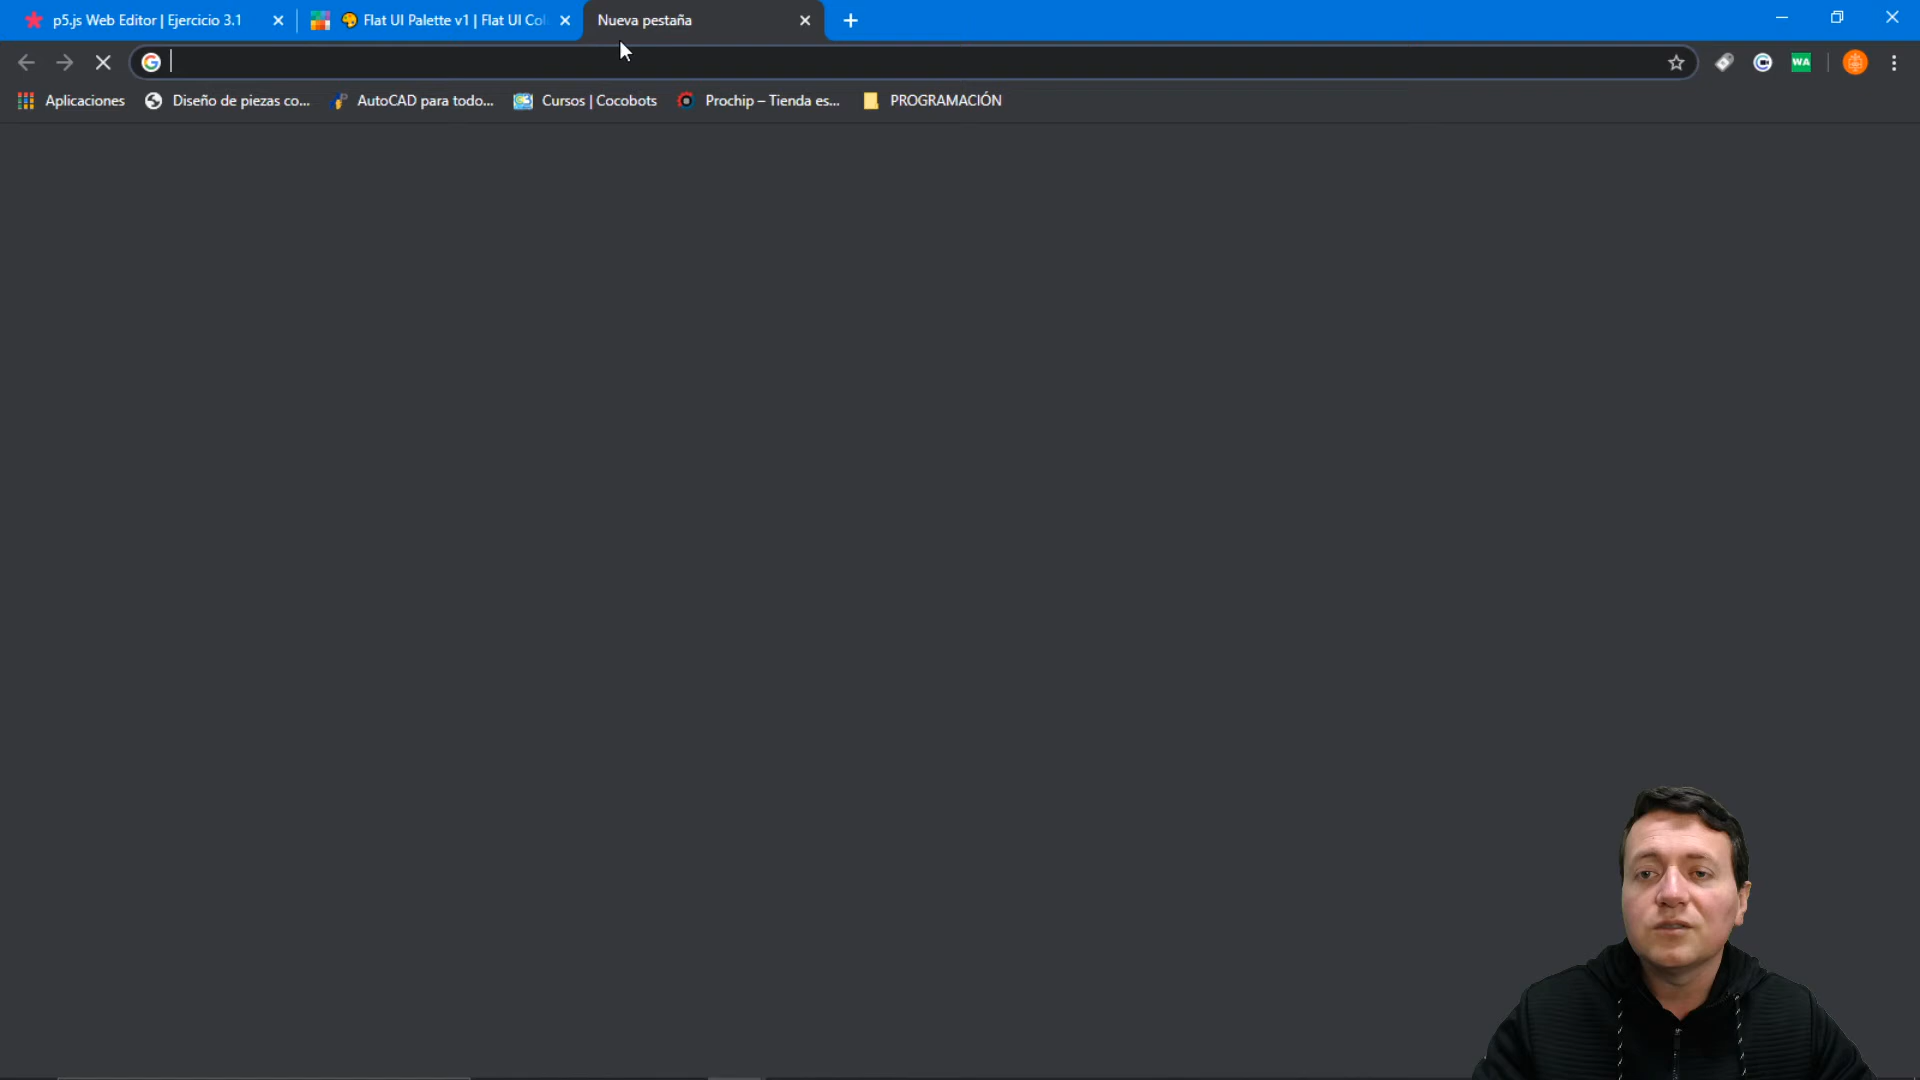 p5.js Web Editor | Ejercicio 3.1
Flat UI Palette v1 | Flat UI Col
Nueva pestaña
Aplicaciones
Diseño de piezas co...
AutoCAD para todo...
Cursos | Cocobots
Prochip – Tienda es...
PROGRAMACIÓN
WA